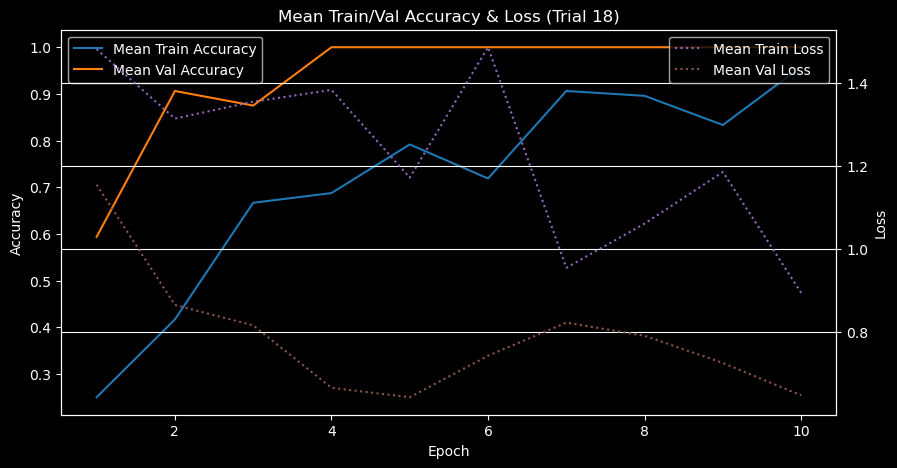 Mean Train/Val Accuracy & Loss (Trial 18)
Mean Train Accuracy
Mean Val Accuracy
Mean Train Loss
Mean Val Loss
Accuracy
1.0
0.9
0.8
0.7
0.6
0.5
0.4
0.3
Loss
1.4
1.2
1.0
0.8
2 4 6 8 10
Epoch